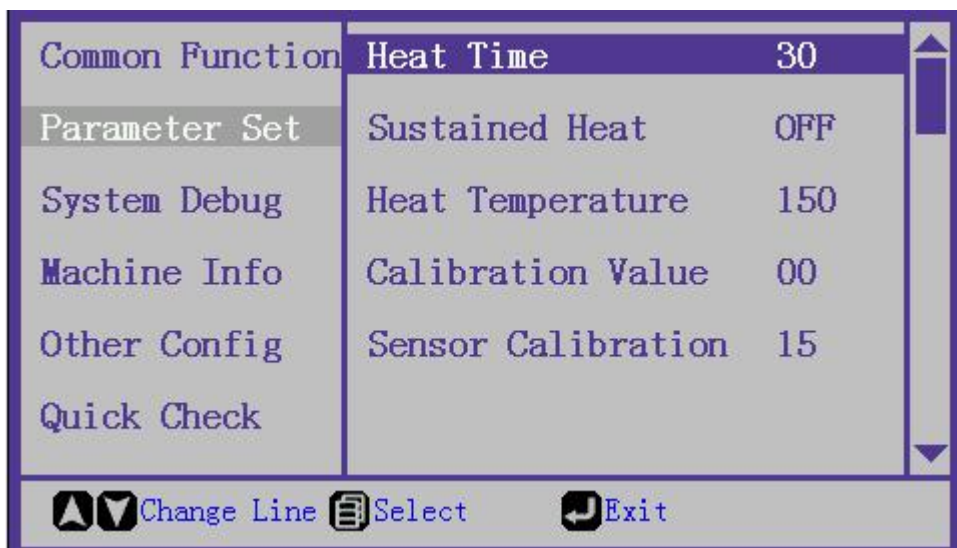 Common Function
Parameter Set
System Debug
Machine Info
Other Config
Quick Check
Heat Time 30
Sustained Heat OFF
Heat Temperature 150
Calibration Value 00
Sensor Calibration 15
Change Line Select Exit